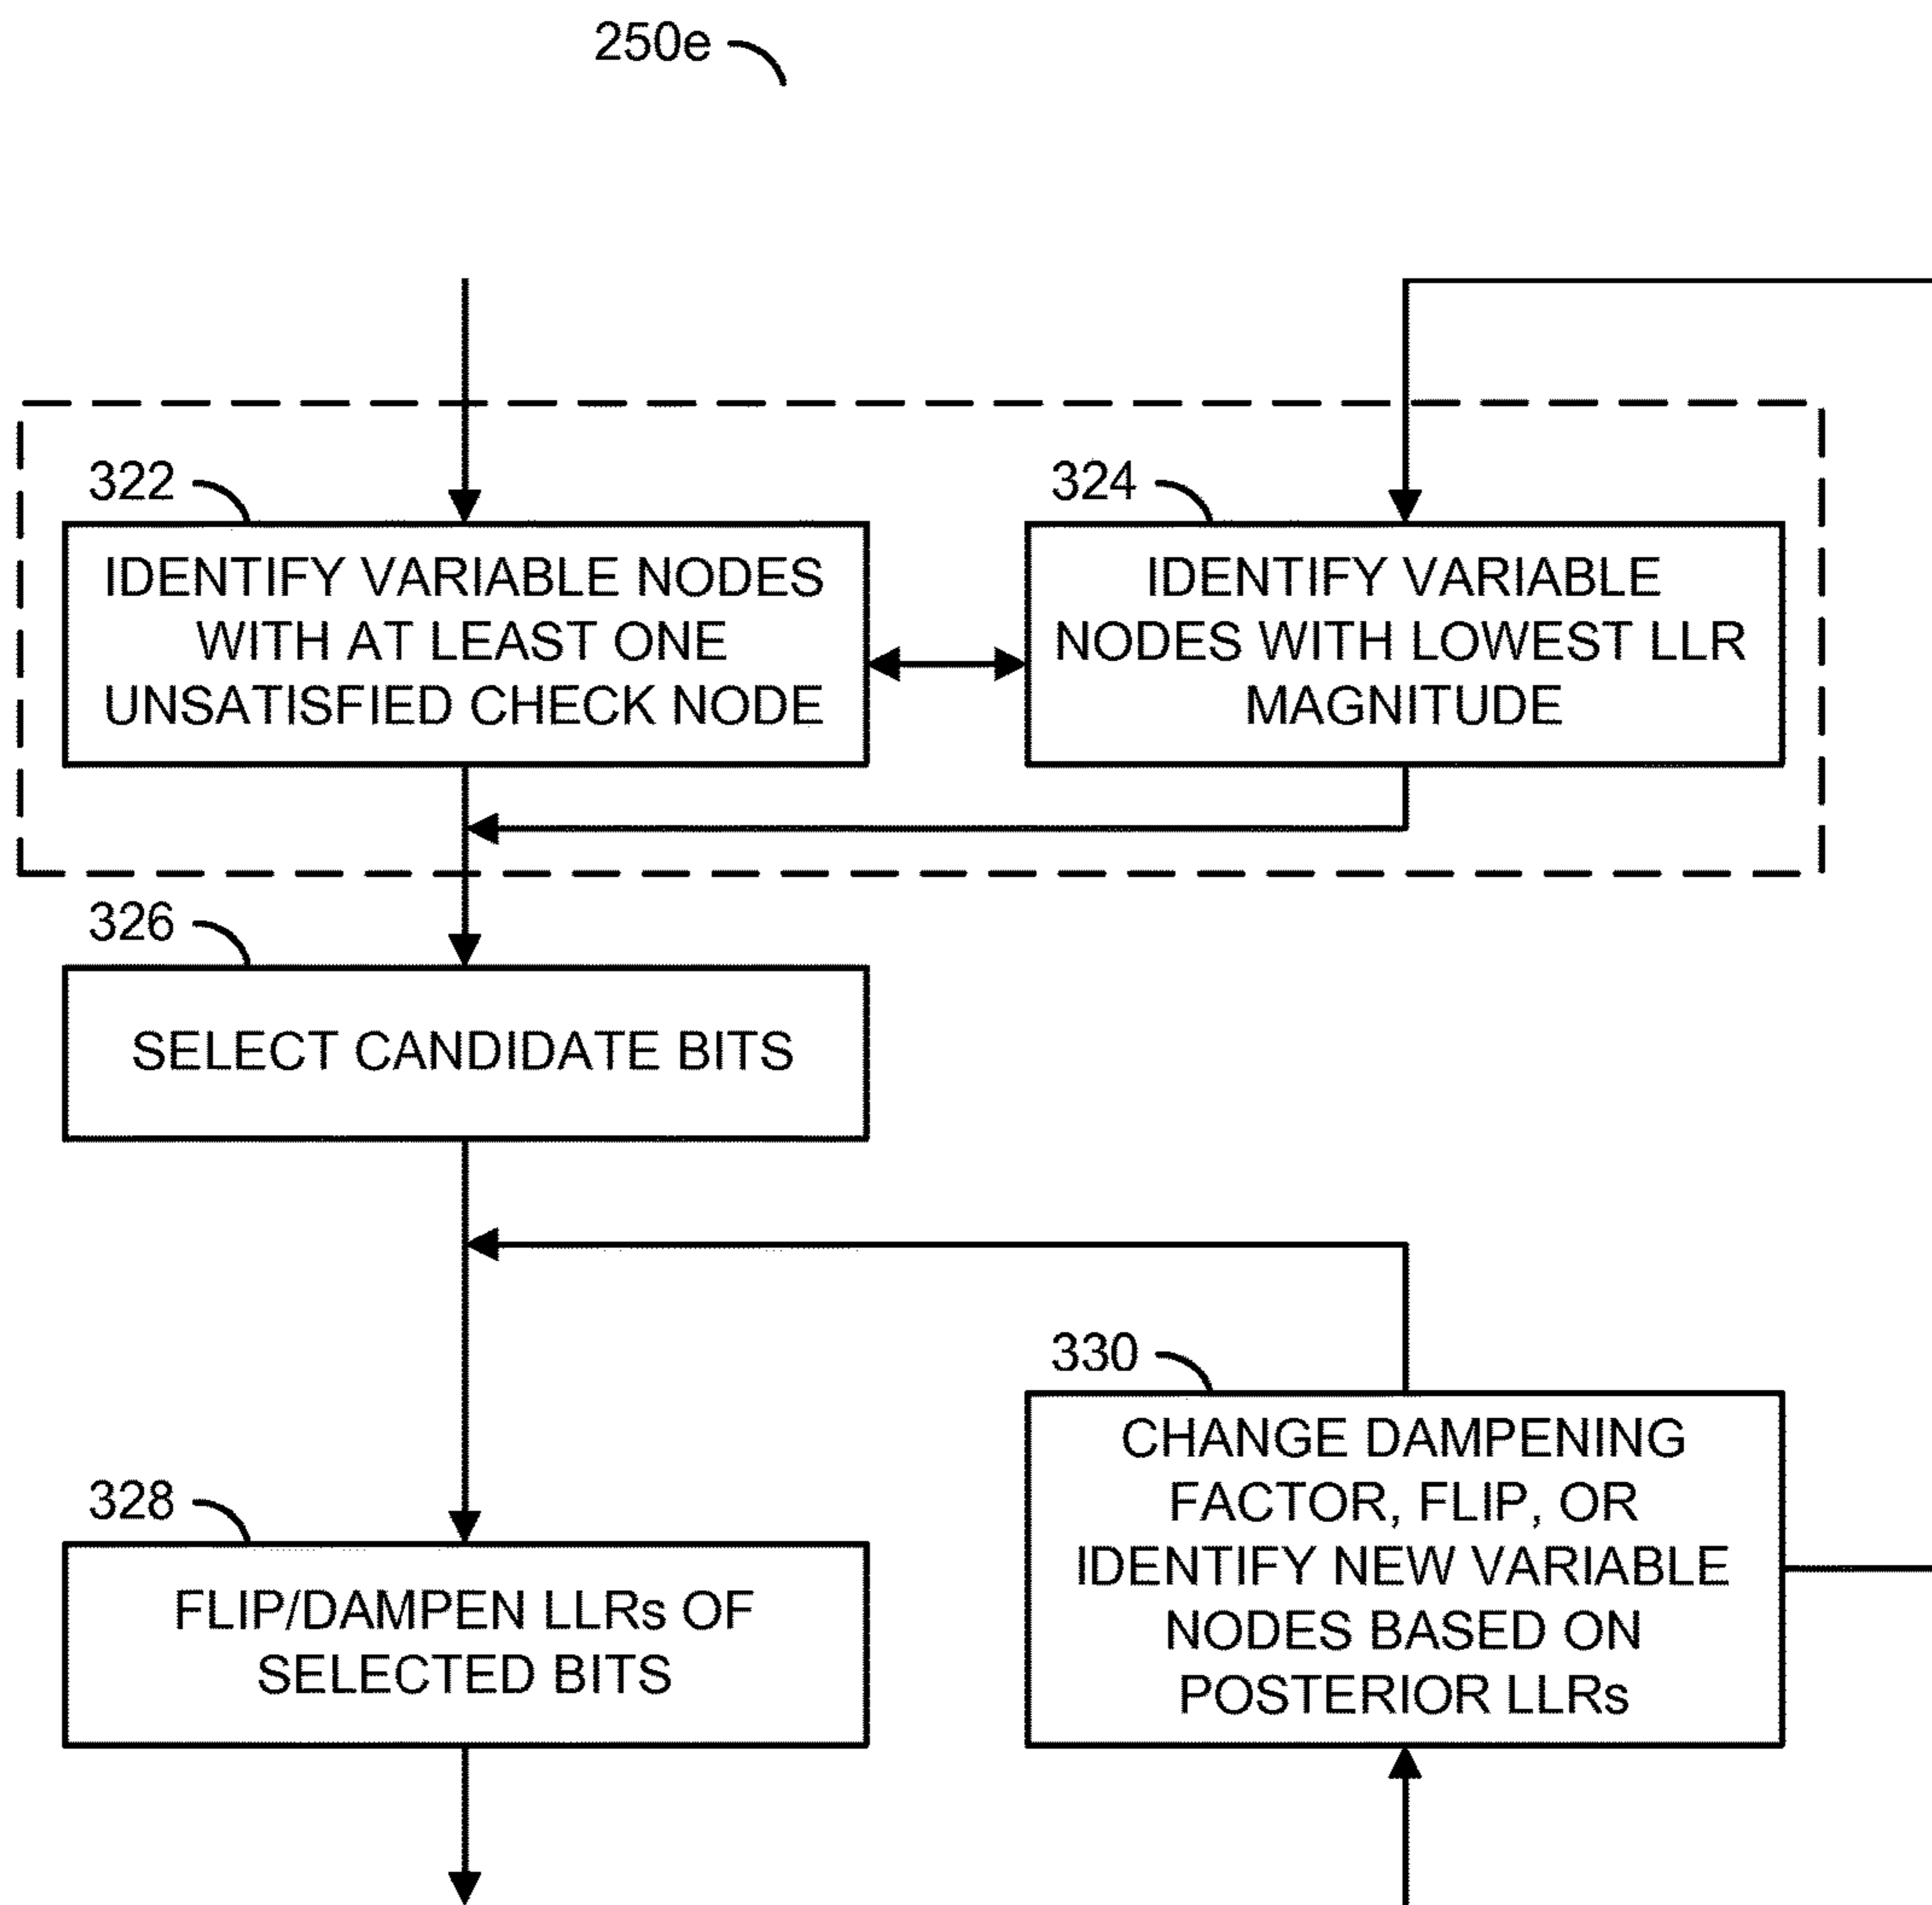 250e
322
IDENTIFY VARIABLE NODES
WITH AT LEAST ONE
UNSATISFIED CHECK NODE
324
IDENTIFY VARIABLE
NODES WITH LOWEST LLR
MAGNITUDE
326
SELECT CANDIDATE BITS
330
CHANGE DAMPENING
FACTOR, FLIP, OR
IDENTIFY NEW VARIABLE
NODES BASED ON
POSTERIOR LLRs
328
FLIP/DAMPEN LLRs OF
SELECTED BITS